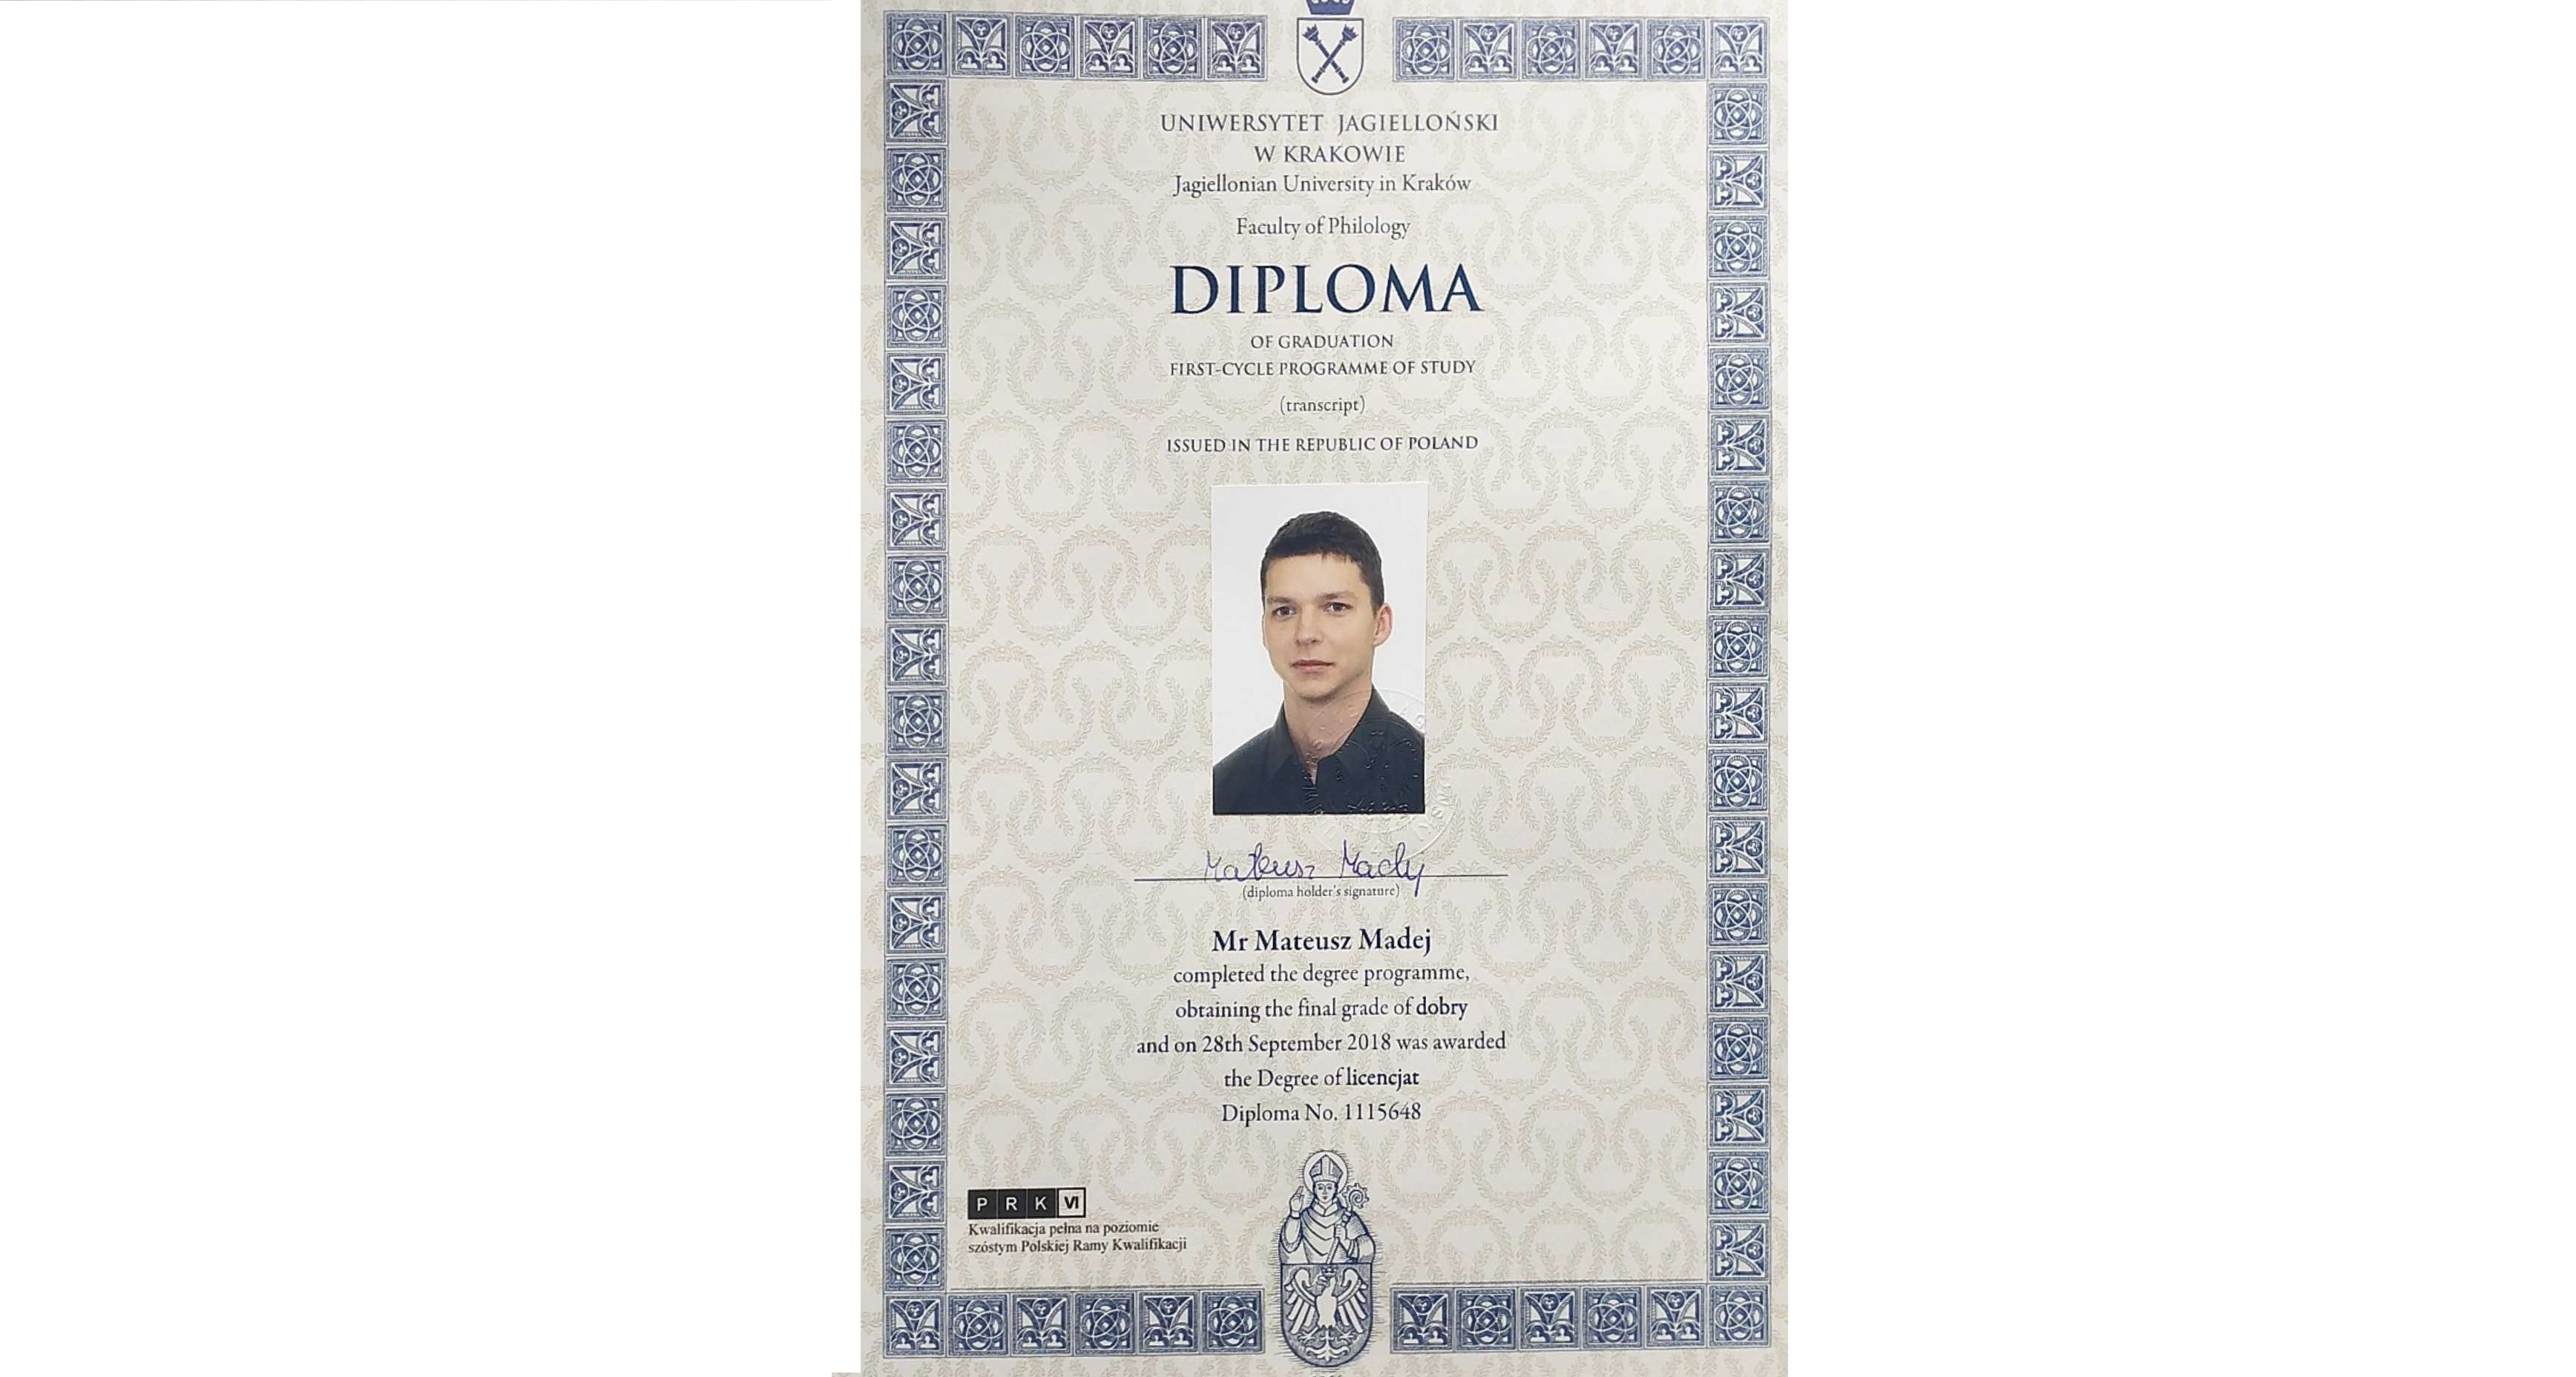 UNIWERSYTET JAGIELLOŃSKI
W KRAKOWIE
Jagiellonian University in Kraków
Faculty of Philology
DIPLOMA
OF GRADUATION
FIRST-CYCLE PROGRAMME OF STUDY
(transcript)
ISSUED IN THE REPUBLIC OF POLAND
Mateusz Madej
(diploma holder's signature)
Mr Mateusz Madej
completed the degree programme,
obtaining the final grade of dobry
and on 28th September 2018 was awarded
the Degree of licencjat
Diploma No. 1115648
P R K VI
Kwalifikacja pełna na poziomie
szóstym Polskiej Ramy Kwalifikacji